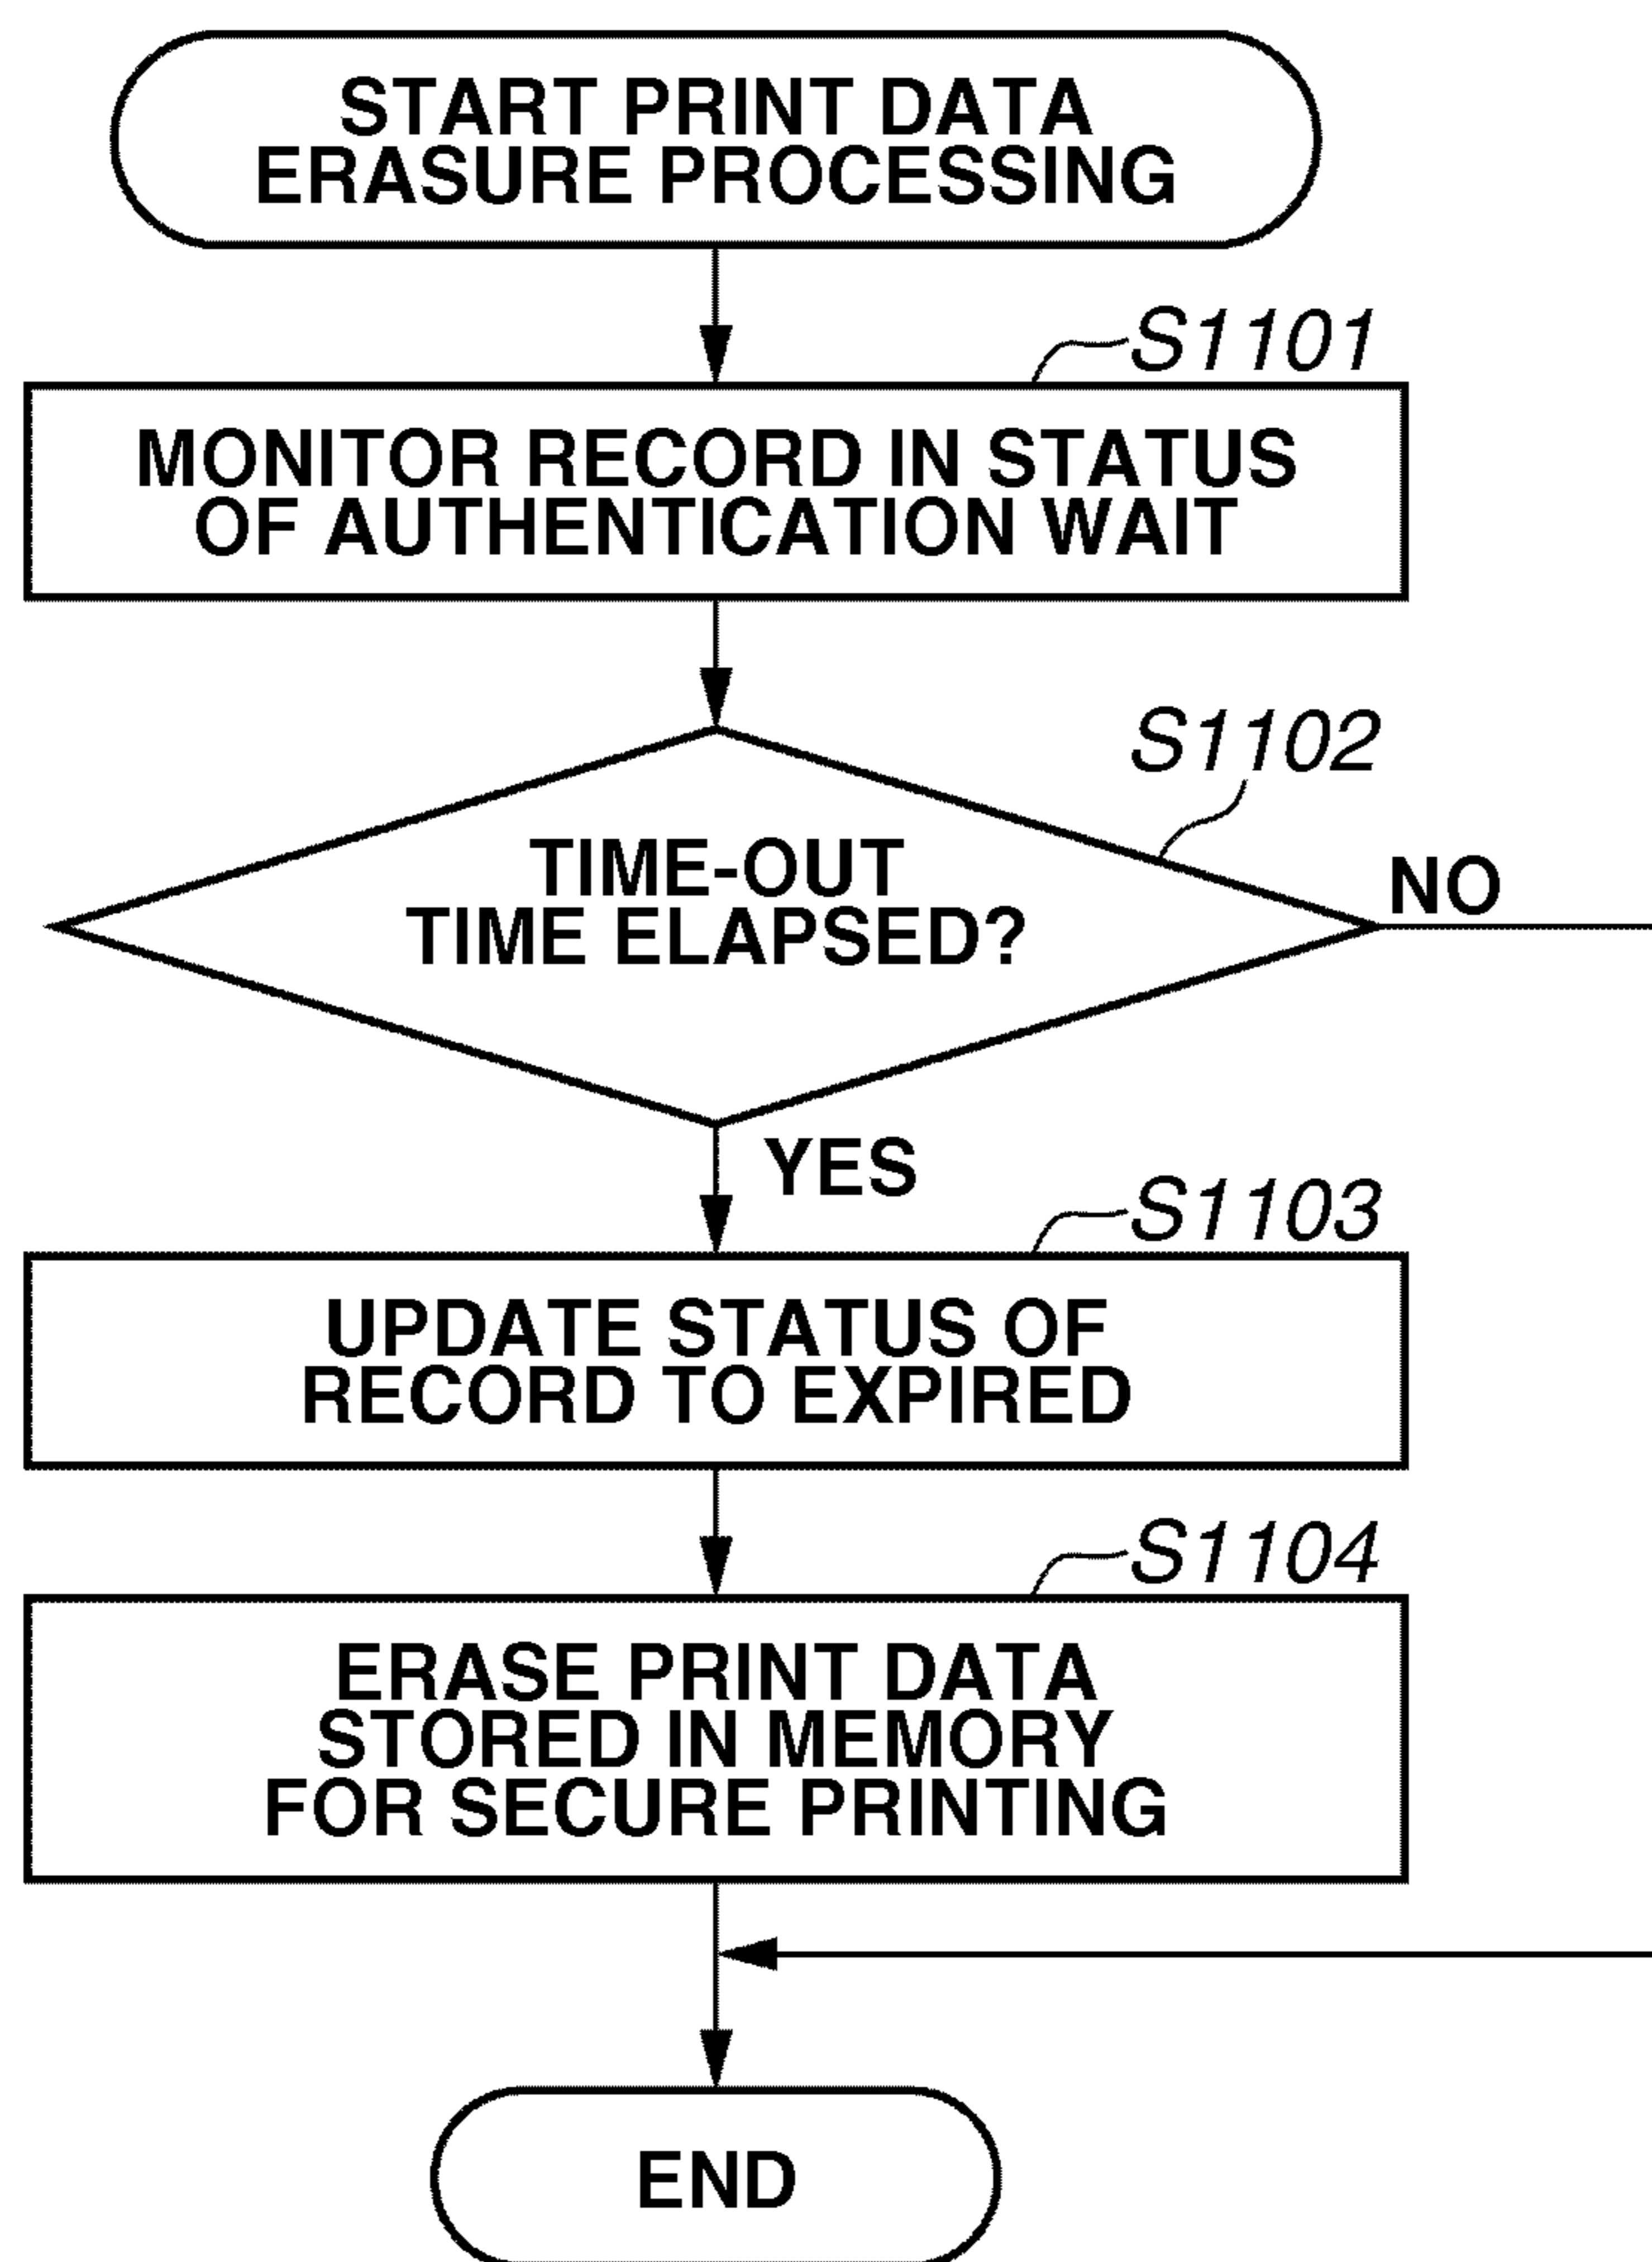 START PRINT DATA
ERASURE PROCESSING
S1101
MONITOR RECORD IN STATUS
OF AUTHENTICATION WAIT
S1102
TIME-OUT
TIME ELAPSED?
NO
YES
S1103
UPDATE STATUS OF
RECORD TO EXPIRED
S1104
ERASE PRINT DATA
STORED IN MEMORY
FOR SECURE PRINTING
END